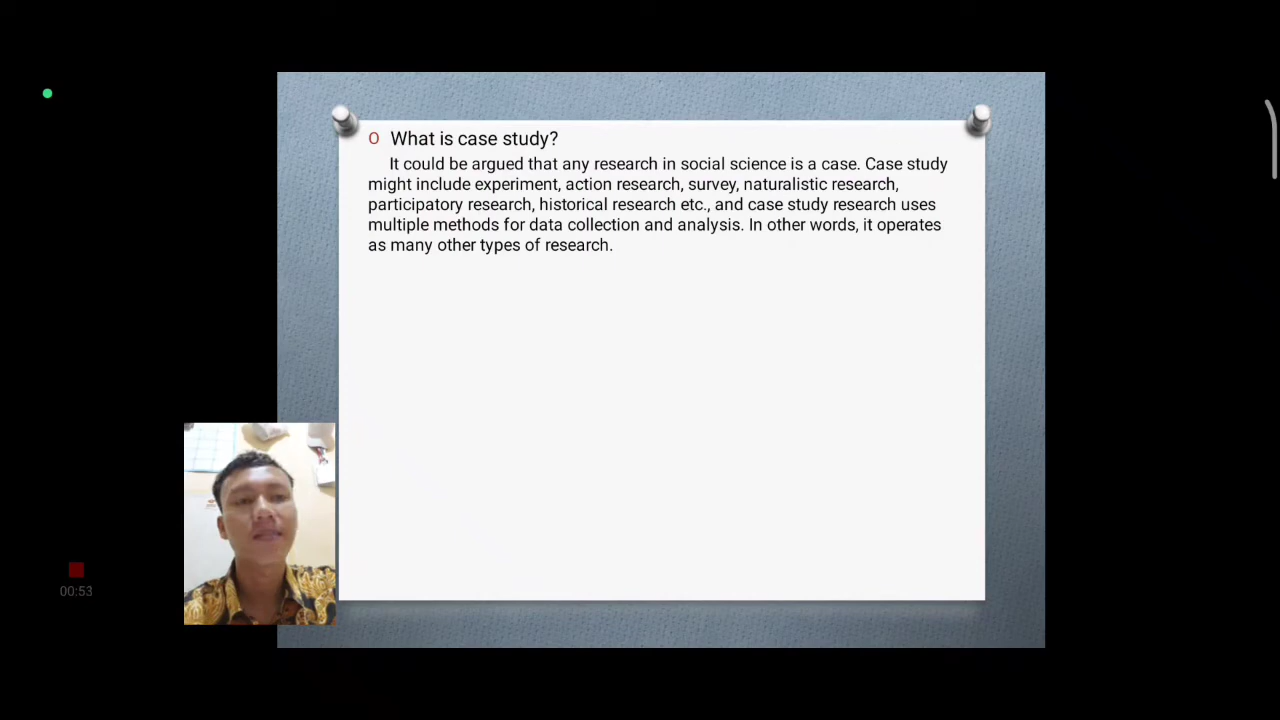 O What is case study?
It could be argued that any research in social science is a case. Case study
might include experiment, action research, survey, naturalistic research,
participatory research, historical research etc., and case study research uses
multiple methods for data collection and analysis. In other words, it operates
as many other types of research.
00:53